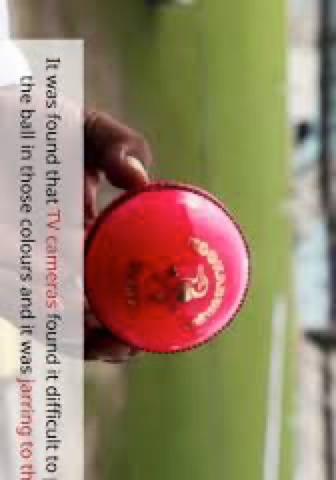 It was found that TV cameras found it difficult to
the ball in those colours and it was jarring to th